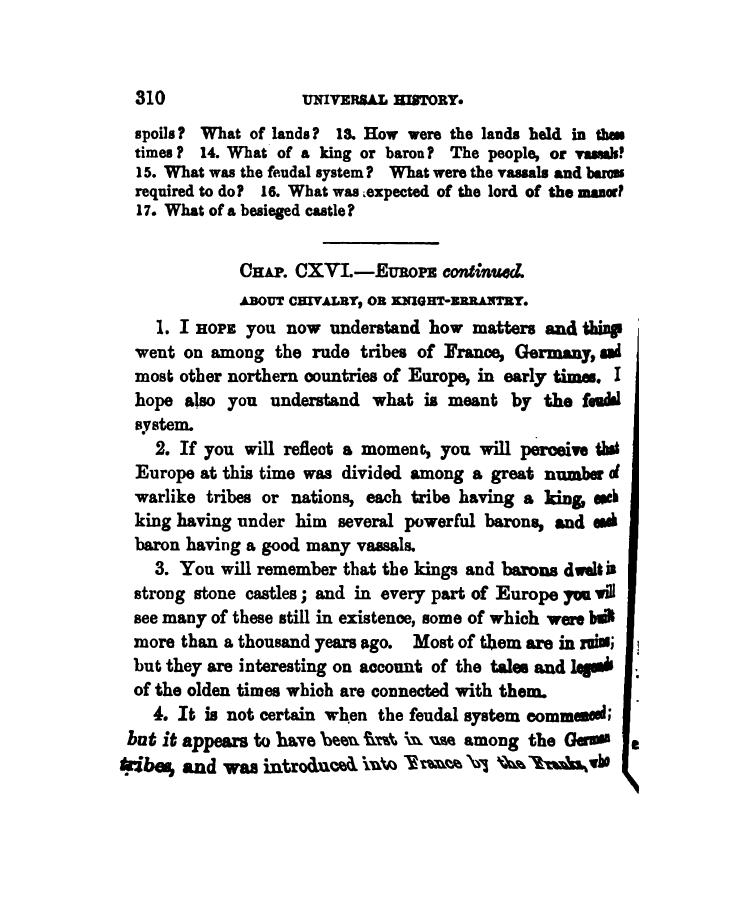 310 UNIVERSAL HISTORY.
spoils? What of lands? 13. How were the lands held in these
times? 14. What of a king or baron? The people, or vassals?
15. What was the feudal system? What were the vassals and barons
required to do? 16. What was expected of the lord of the manor?
17. What of a besieged castle?
CHAP. CXVI.—EUROPE continued.
ABOUT CHIVALRY, OR KNIGHT-ERRANTRY.
1. I HOPE you now understand how matters and things
went on among the rude tribes of France, Germany, and
most other northern countries of Europe, in early times. I
hope also you understand what is meant by the feudal
system.
2. If you will reflect a moment, you will perceive that
Europe at this time was divided among a great number of
warlike tribes or nations, each tribe having a king, each
king having under him several powerful barons, and each
baron having a good many vassals.
3. You will remember that the kings and barons dwelt in
strong stone castles; and in every part of Europe you will
see many of these still in existence, some of which were built
more than a thousand years ago. Most of them are in ruins;
but they are interesting on account of the tales and legends
of the olden times which are connected with them.
4. It is not certain when the feudal system commenced;
but it appears to have been first in use among the German
tribes, and was introduced into France by the Franks, who